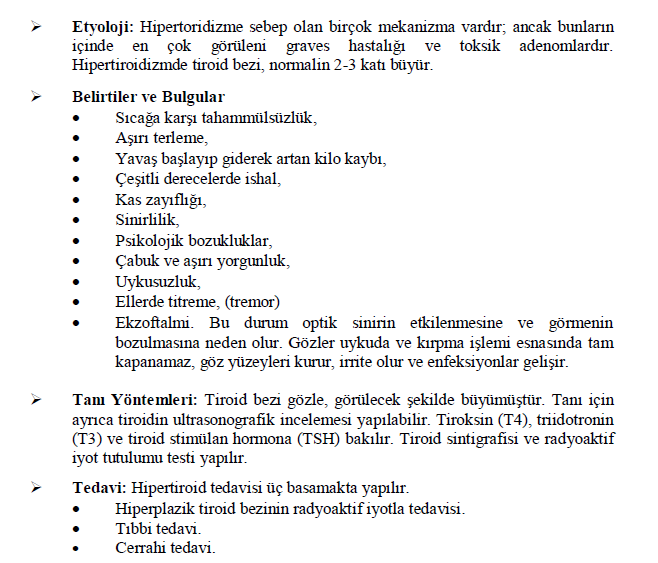 ➢ Etyoloji: Hipertoridizme sebep olan birçok mekanizma vardır; ancak bunların
içinde en çok görüleni graves hastalığı ve toksik adenomlardır.
Hipertiroidizmde tiroid bezi, normalin 2-3 katı büyür.
➢ Belirtiler ve Bulgular
• Sıcağa karşı tahammülsüzlük,
• Aşırı terleme,
• Yavaş başlayıp giderek artan kilo kaybı,
• Çeşitli derecelerde ishal,
• Kas zayıflığı,
• Sinirlilik,
• Psikolojik bozukluklar,
• Çabuk ve aşırı yorgunluk,
• Uykusuzluk,
• Ellerde titreme, (tremor)
• Ekzoftalmi. Bu durum optik sinirin etkilenmesine ve görmenin
bozulmasına neden olur. Gözler uykuda ve kırpma işlemi esnasında tam
kapanamaz, göz yüzeyleri kurur, irrite olur ve enfeksiyonlar gelişir.
➢ Tanı Yöntemleri: Tiroid bezi gözle, görülecek şekilde büyümüştür. Tanı için
ayrıca tiroidin ultrasonografik incelemesi yapılabilir. Tiroksin (T4), triidotronin
(T3) ve tiroid stimülan hormona (TSH) bakılır. Tiroid sintigrafisi ve radyoaktif
iyot tutulumu testi yapılır.
➢ Tedavi: Hipertiroid tedavisi üç basamakta yapılır.
• Hiperplazik tiroid bezinin radyoaktif iyotla tedavisi.
• Tıbbi tedavi.
• Cerrahi tedavi.